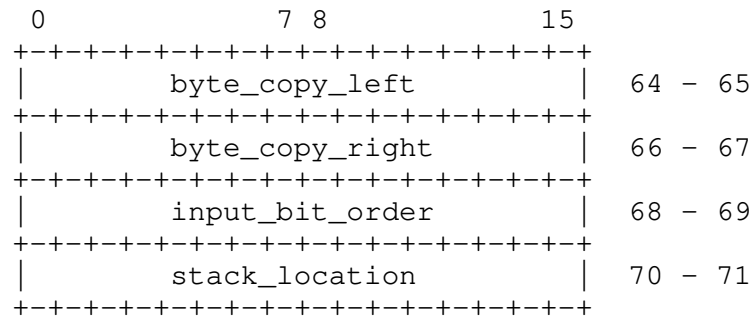 0 7 8 15
+-+-+-+-+-+-+-+-+-+-+-+-+-+-+-+-+
| byte_copy_left | 64 - 65
+-+-+-+-+-+-+-+-+-+-+-+-+-+-+-+-+
| byte_copy_right | 66 - 67
+-+-+-+-+-+-+-+-+-+-+-+-+-+-+-+-+
| input_bit_order | 68 - 69
+-+-+-+-+-+-+-+-+-+-+-+-+-+-+-+-+
| stack_location | 70 - 71
+-+-+-+-+-+-+-+-+-+-+-+-+-+-+-+-+